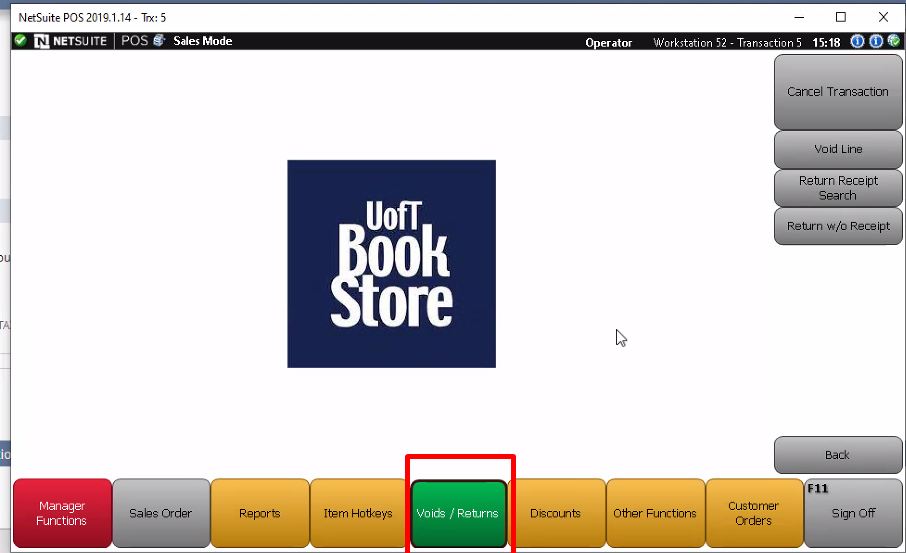 NetSuite POS 2019.1.14 - Trx: 5
N NETSUITE POS Sales Mode Operator Workstation 52 - Transaction 5 15:18
Cancel Transaction
Void Line
Return Receipt
Search
Return w/o Receipt
UofT
Book
Store
Back
Manager
Functions
Sales Order
Reports
Item Hotkeys
Voids / Returns
Discounts
Other Functions
Customer
Orders
F11
Sign Off